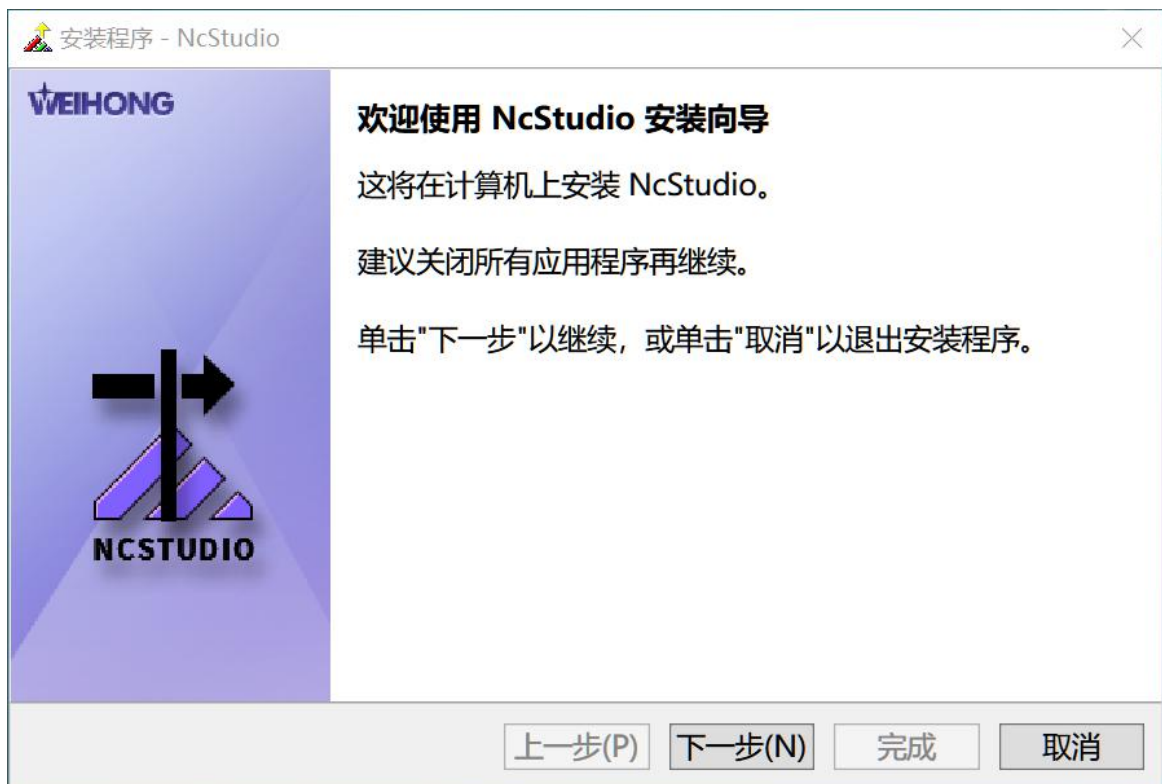 安装程序 - NcStudio
WEIHONG
欢迎使用 NcStudio 安装向导
这将在计算机上安装 NcStudio。
建议关闭所有应用程序再继续。
单击"下一步"以继续，或单击"取消"以退出安装程序。
NCSTUDIO
上一步(P) 下一步(N) 完成 取消